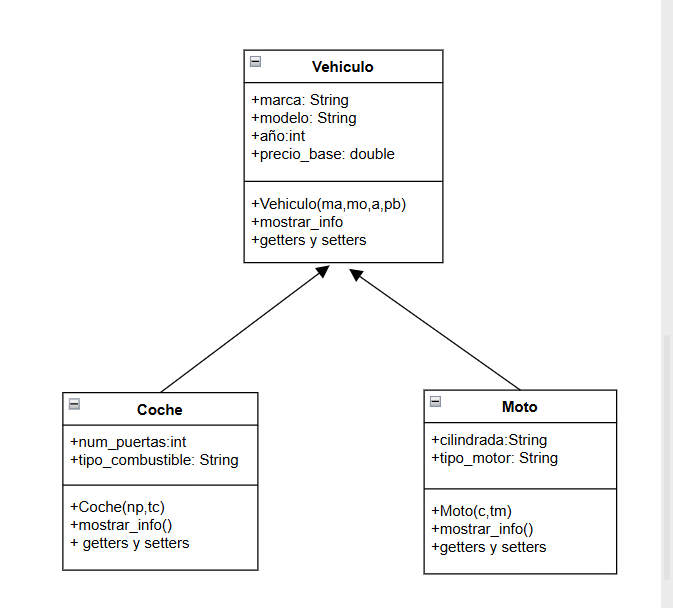 Vehiculo
+marca: String
+modelo: String
+año:int
+precio_base: double
+Vehiculo(ma,mo,a,pb)
+mostrar_info
+getters y setters
Coche
+num_puertas:int
+tipo_combustible: String
+Coche(np,tc)
+mostrar_info()
+ getters y setters
Moto
+cilindrada:String
+tipo_motor: String
+Moto(c,tm)
+mostrar_info()
+getters y setters